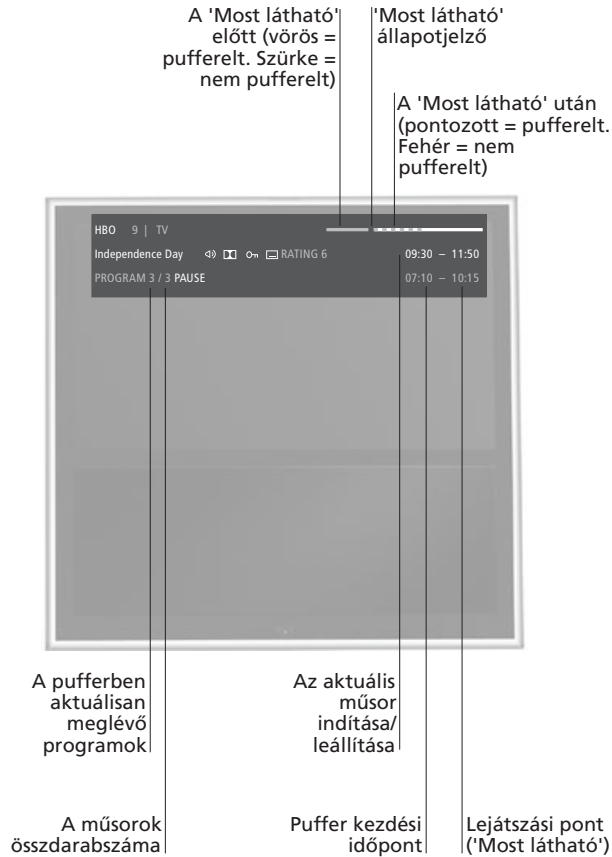 A 'Most látható'
előtt (vörös =
pufferelt. Szürke =
nem pufferelt)
'Most látható'
állapotjelző
A 'Most látható' után
(pontozott = pufferelt.
Fehér = nem
pufferelt)
HBO 9 | TV
Independence Day RATING 6 09:30 – 11:50
PROGRAM 3 / 3 PAUSE 07:10 – 10:15
A pufferben
aktuálisan
meglévő
programok
Az aktuális
műsor
indítása/
leállítása
A műsorok
összdarabszáma
Puffer kezdési
időpont
Lejátszási pont
('Most látható')